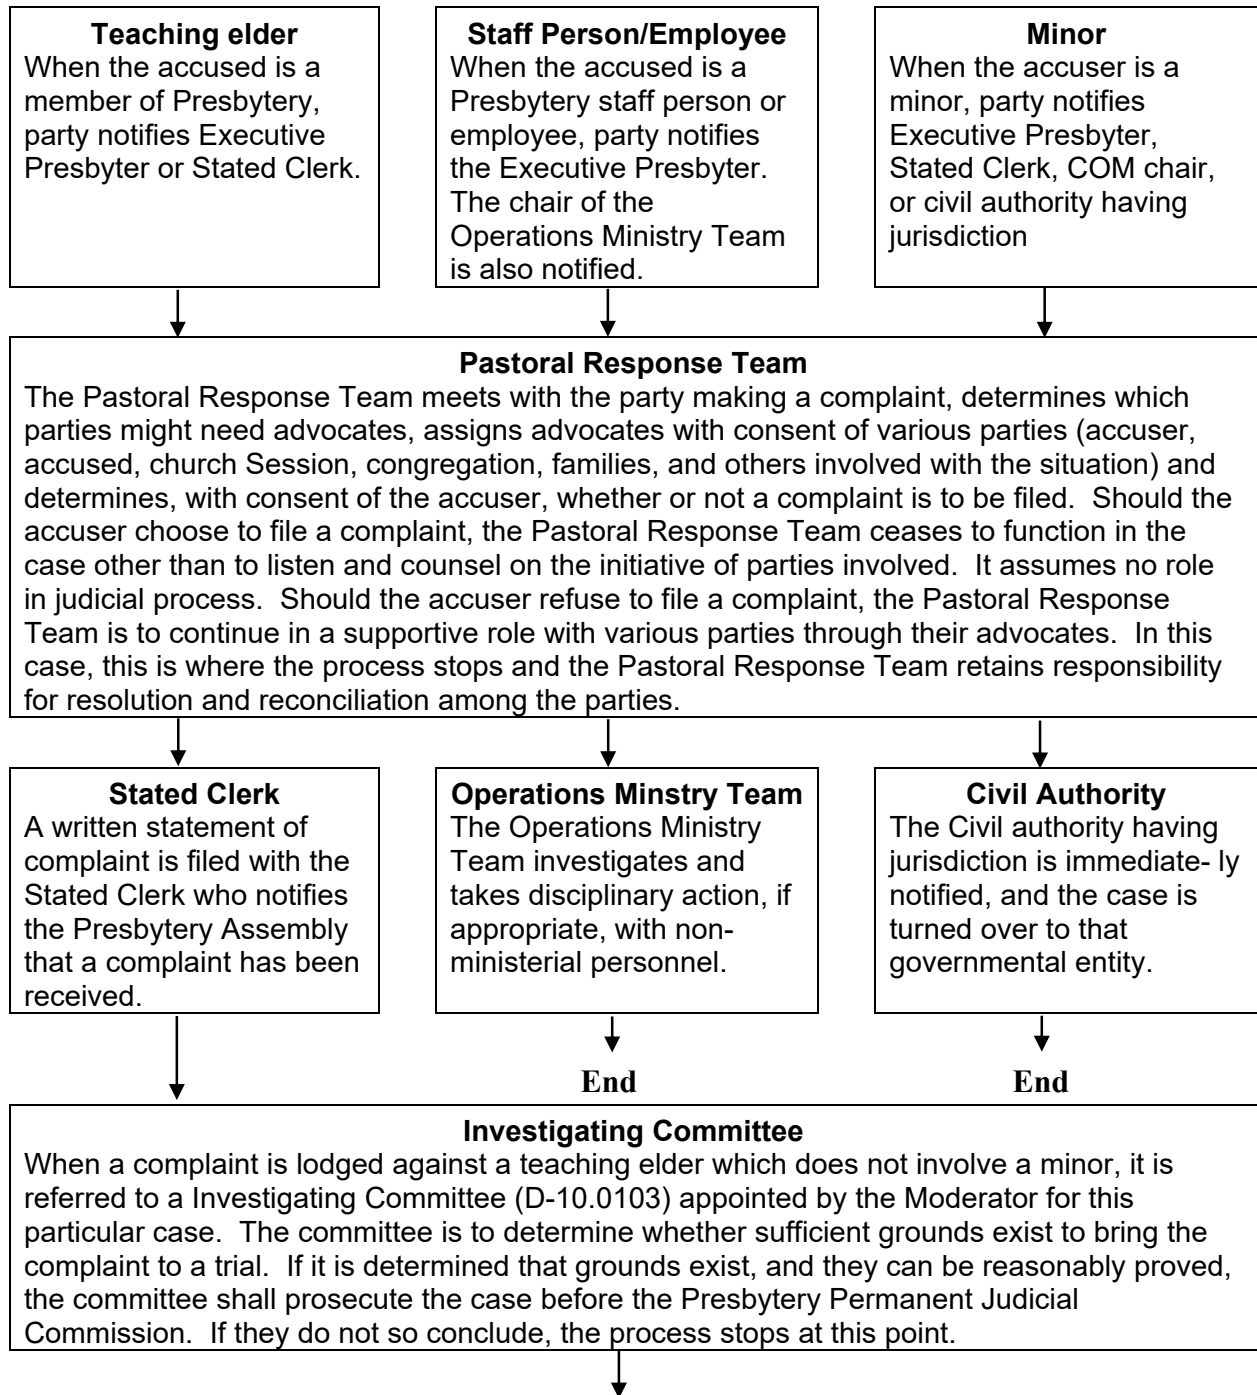 Teaching elder
When the accused is a
member of Presbytery,
party notifies Executive
Presbyter or Stated Clerk.
Staff Person/Employee
When the accused is a
Presbytery staff person or
employee, party notifies
the Executive Presbyter.
The chair of the
Operations Ministry Team
is also notified.
Minor
When the accuser is a
minor, party notifies
Executive Presbyter,
Stated Clerk, COM chair,
or civil authority having
jurisdiction
Pastoral Response Team
The Pastoral Response Team meets with the party making a complaint, determines which
parties might need advocates, assigns advocates with consent of various parties (accuser,
accused, church Session, congregation, families, and others involved with the situation) and
determines, with consent of the accuser, whether or not a complaint is to be filed.  Should the
accuser choose to file a complaint, the Pastoral Response Team ceases to function in the
case other than to listen and counsel on the initiative of parties involved.  It assumes no role
in judicial process.  Should the accuser refuse to file a complaint, the Pastoral Response
Team is to continue in a supportive role with various parties through their advocates.  In this
case, this is where the process stops and the Pastoral Response Team retains responsibility
for resolution and reconciliation among the parties.
Stated Clerk
A written statement of
complaint is filed with the
Stated Clerk who notifies
the Presbytery Assembly
that a complaint has been
received.
Operations Minstry Team
The Operations Ministry
Team investigates and
takes disciplinary action, if
appropriate, with non-
ministerial personnel.
Civil Authority
The Civil authority having
jurisdiction is immediate- ly
notified, and the case is
turned over to that
governmental entity.
End
End
Investigating Committee
When a complaint is lodged against a teaching elder which does not involve a minor, it is
referred to a Investigating Committee (D-10.0103) appointed by the Moderator for this
particular case.  The committee is to determine whether sufficient grounds exist to bring the
complaint to a trial.  If it is determined that grounds exist, and they can be reasonably proved,
the committee shall prosecute the case before the Presbytery Permanent Judicial
Commission.  If they do not so conclude, the process stops at this point.